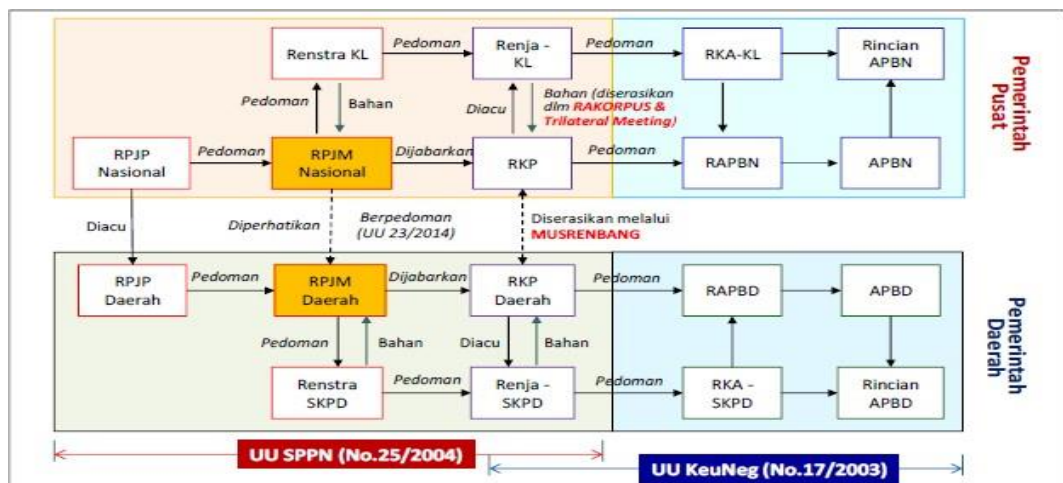 Renstra KL
Pedoman
Renja -
KL
Pedoman
RKA-KL
Rincian
APBN
Pedoman
Bahan
Diacu
Bahan (diserasikan
dlm RAKORPUS &
Trilateral Meeting)
RPJP
Nasional
Pedoman
RPJM
Nasional
Dijabarkan
RKP
Pedoman
RAPBN
APBN
Pemerintah
Pusat
Diacu
Diperhatikan
Berpedoman
(UU 23/2014)
Diserasikan melalui
MUSRENBANG
RPJP
Daerah
Pedoman
RPJM
Daerah
Dijabarkan
RKP
Daerah
Pedoman
RAPBD
APBD
Pedoman
Bahan
Diacu
Bahan
Renstra
SKPD
Pedoman
Renja -
SKPD
Pedoman
RKA -
SKPD
Rincian
APBD
Pemerintah
Daerah
UU SPPN (No.25/2004)
UU KeuNeg (No.17/2003)